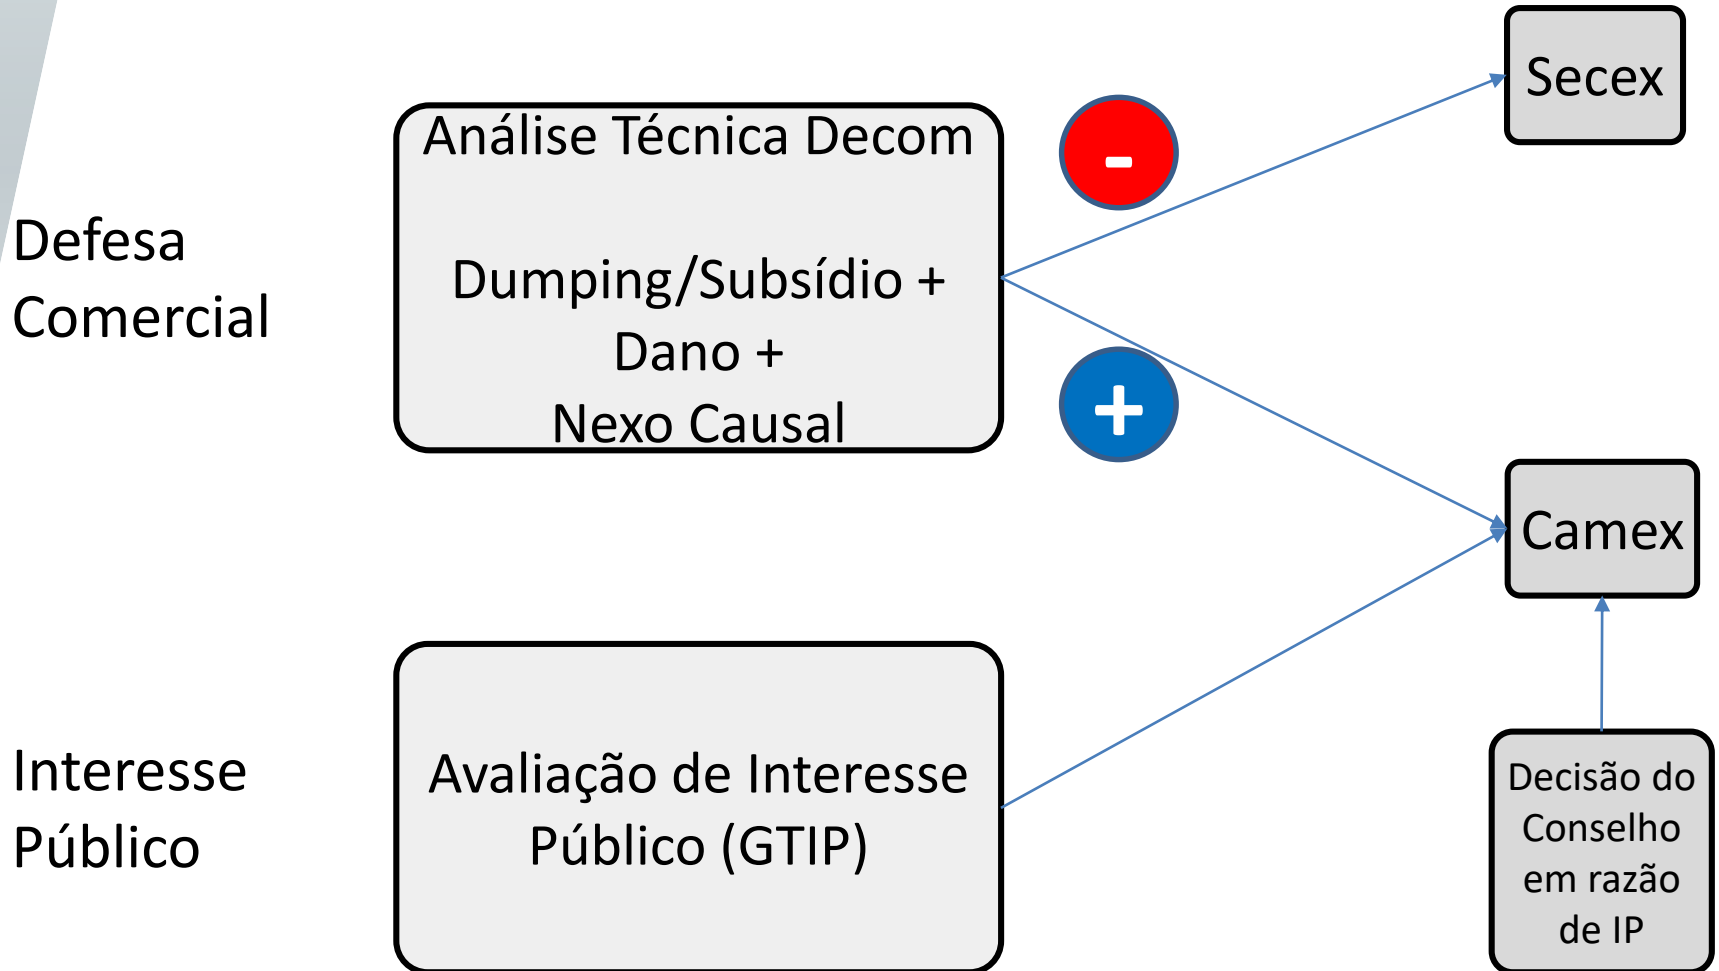 Defesa
Comercial
Análise Técnica Decom
Dumping/Subsídio +
Dano +
Nexo Causal
-
+
Secex
Camex
Interesse
Público
Avaliação de Interesse
Público (GTIP)
Decisão do
Conselho
em razão
de IP